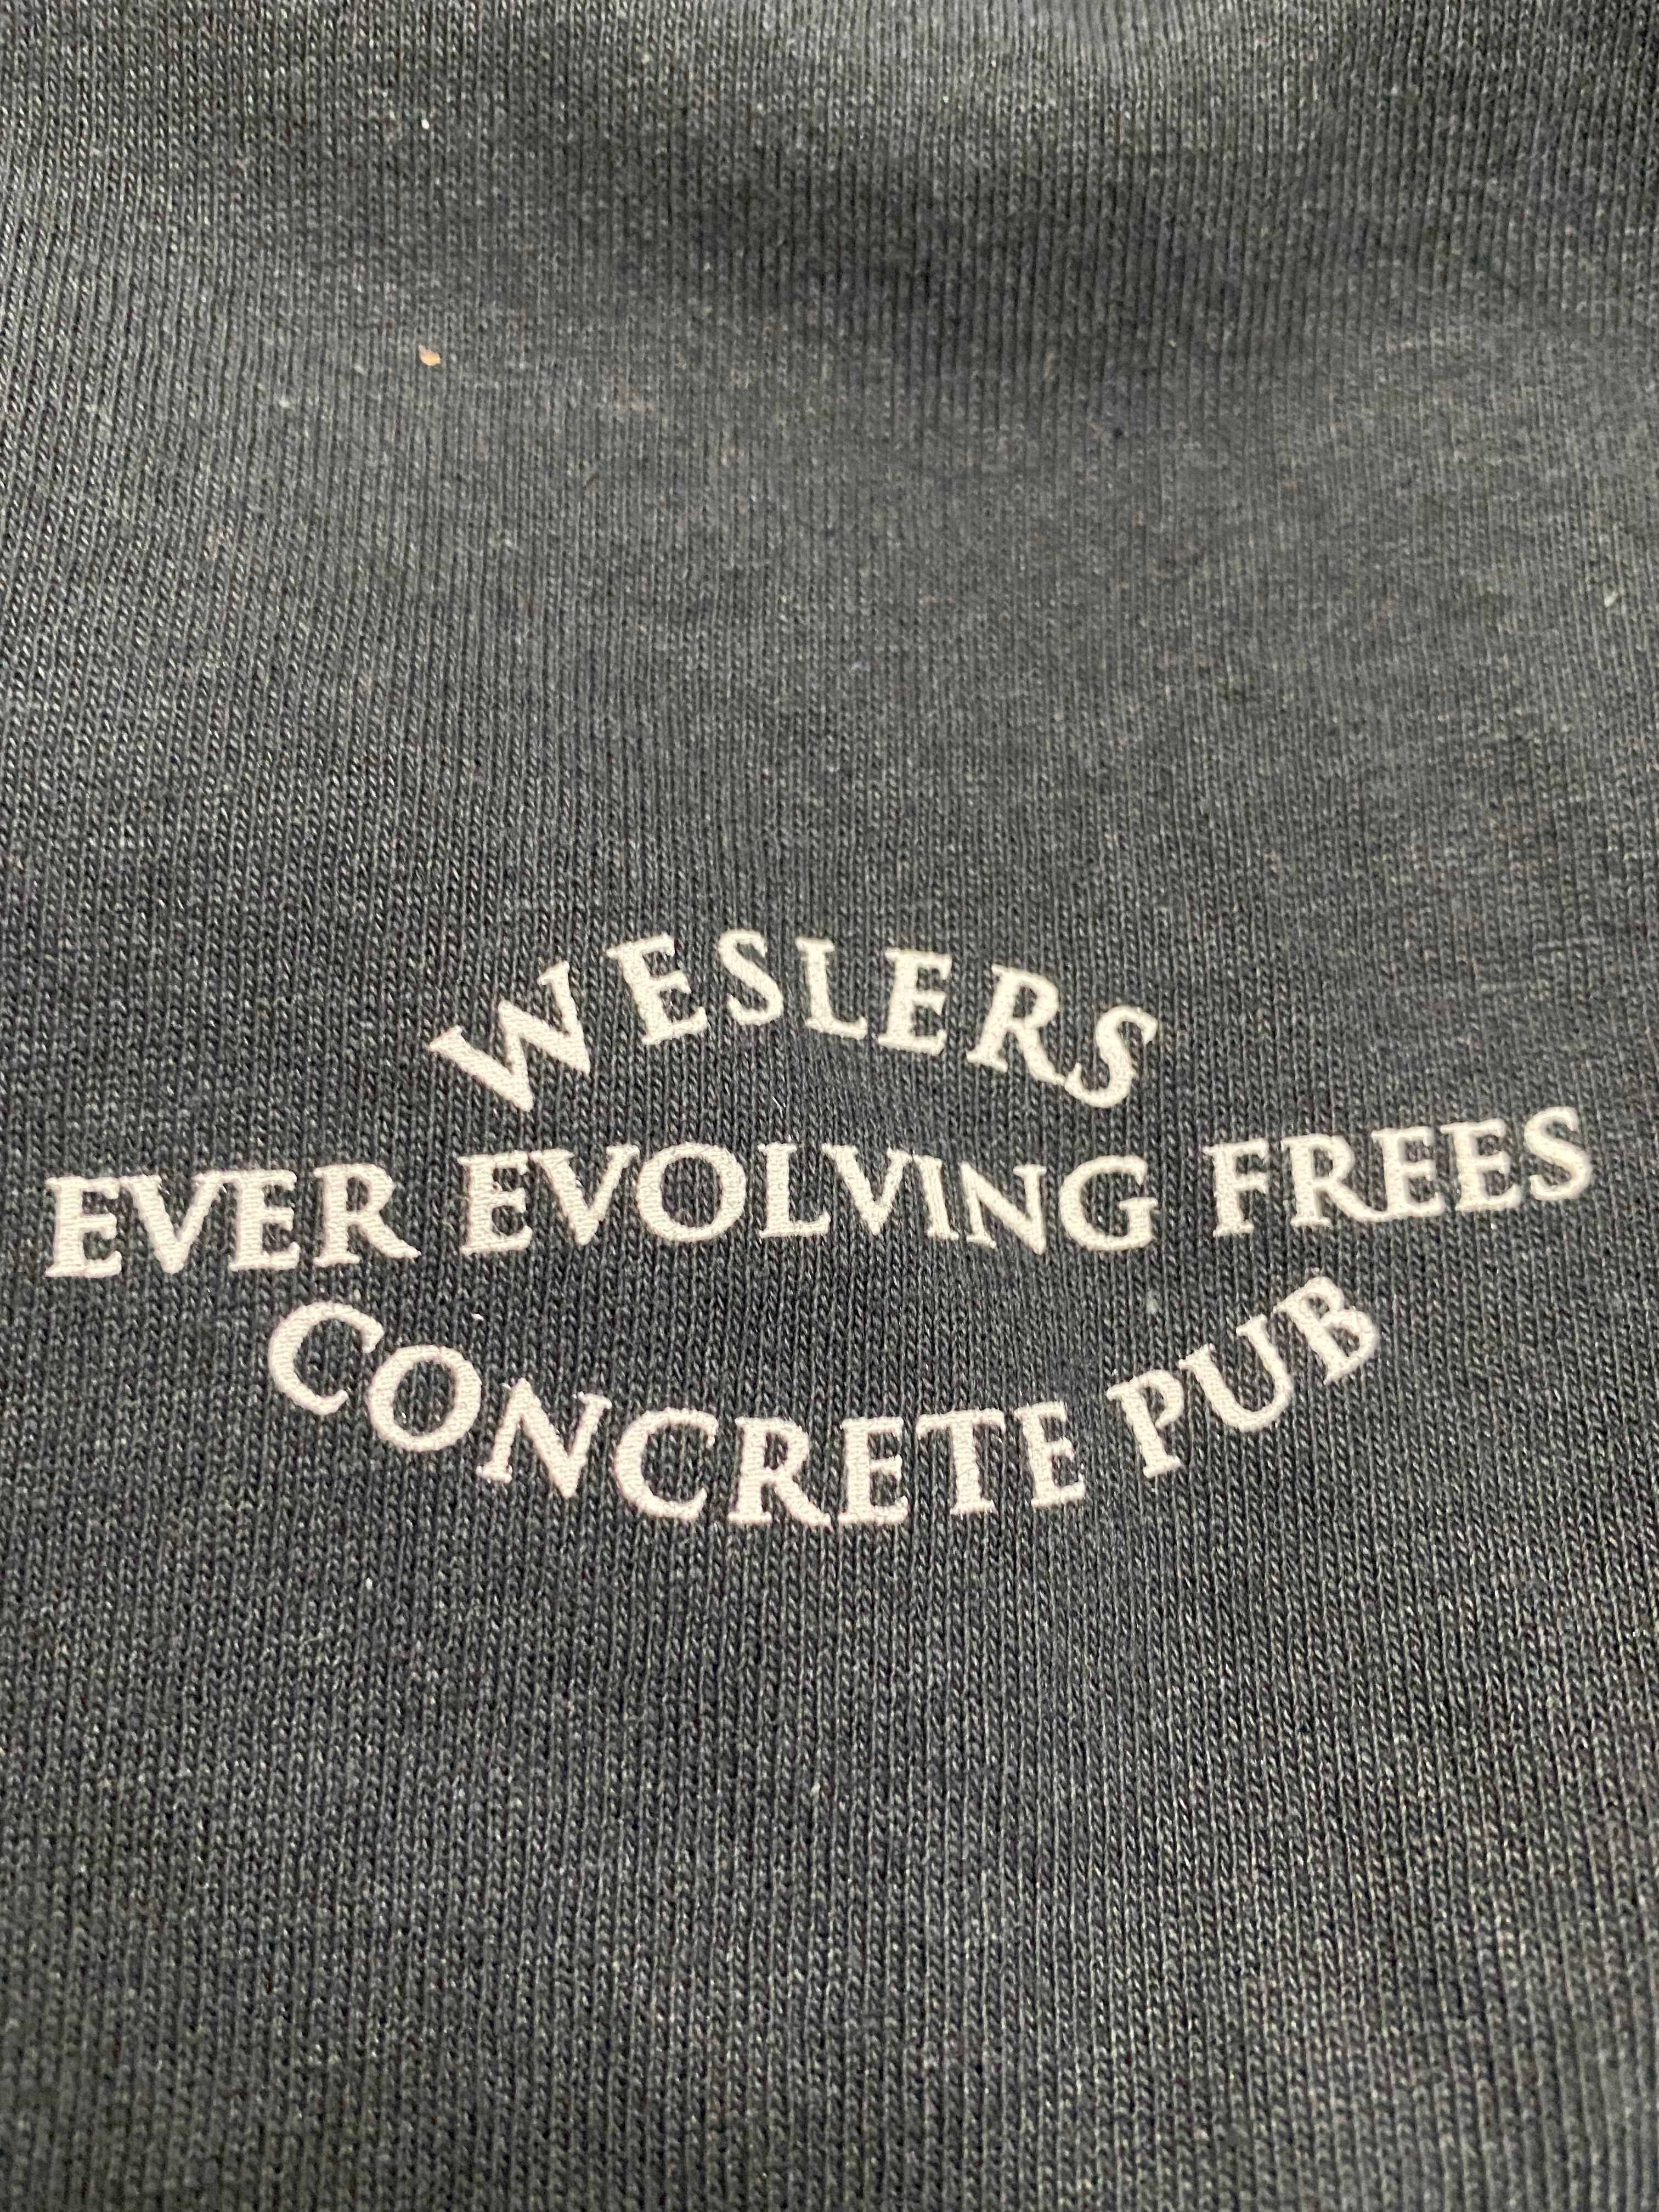 WESLERS
EVER EVOLVING FREES
CONCRETE PUB